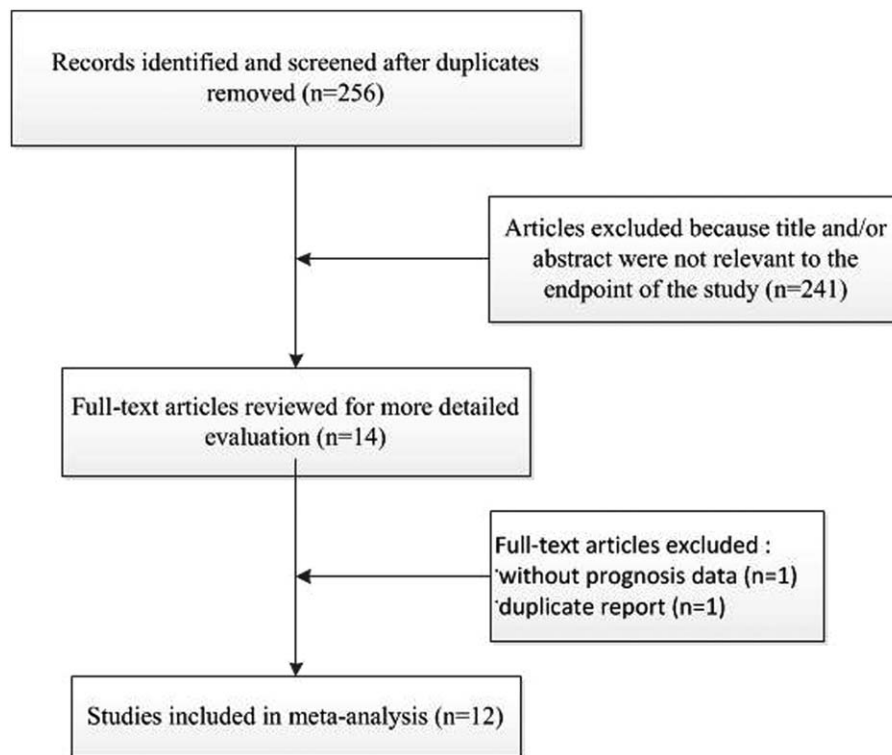 Records identified and screened after duplicates
removed (n=256)
Articles excluded because title and/or
abstract were not relevant to the
endpoint of the study (n=241)
Full-text articles reviewed for more detailed
evaluation (n=14)
Full-text articles excluded :
·without prognosis data (n=1)
·duplicate report (n=1)
Studies included in meta-analysis (n=12)